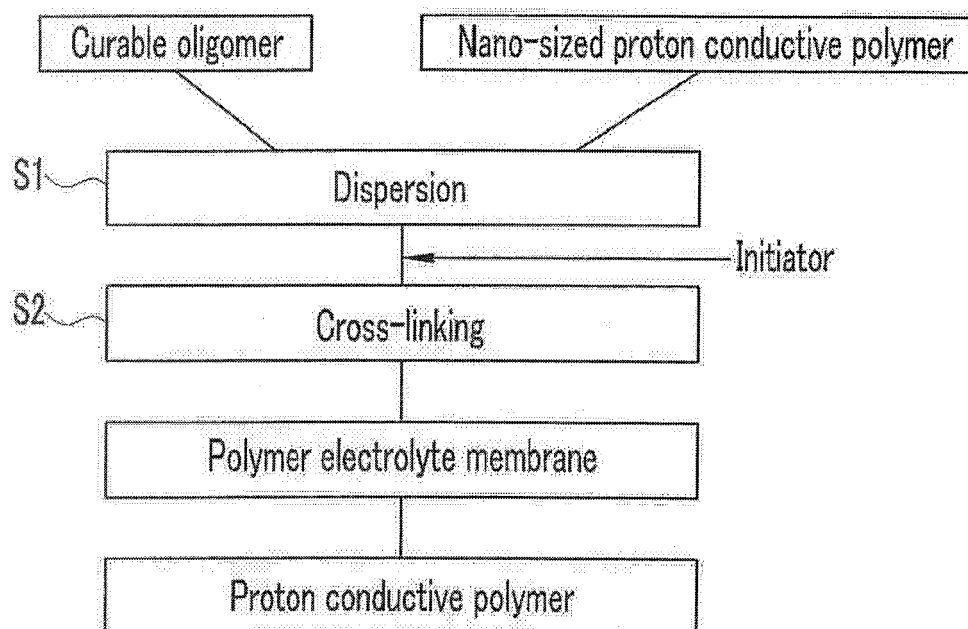 Curable oligomer
Nano-sized proton conductive polymer
S1
Dispersion
Initiator
S2
Cross-linking
Polymer electrolyte membrane
Proton conductive polymer